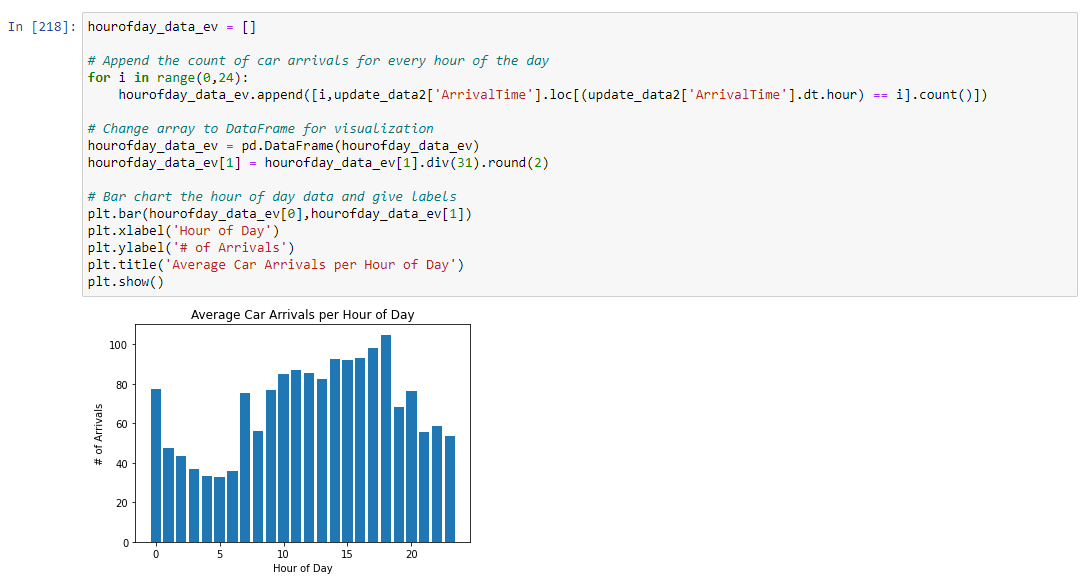 In [218]: hourofday_data_ev = []
# Append the count of car arrivals for every hour of the day
for i in range(0,24):
    hourofday_data_ev.append([i,update_data2['ArrivalTime'].loc[(update_data2['ArrivalTime'].dt.hour) == i].count()])
# Change array to DataFrame for visualization
hourofday_data_ev = pd.DataFrame(hourofday_data_ev)
hourofday_data_ev[1] = hourofday_data_ev[1].div(31).round(2)
# Bar chart the hour of day data and give labels
plt.bar(hourofday_data_ev[0],hourofday_data_ev[1])
plt.xlabel('Hour of Day')
plt.ylabel('# of Arrivals')
plt.title('Average Car Arrivals per Hour of Day')
plt.show()
Average Car Arrivals per Hour of Day
# of Arrivals
100
80
60
40
20
0
0 5 10 15 20
Hour of Day